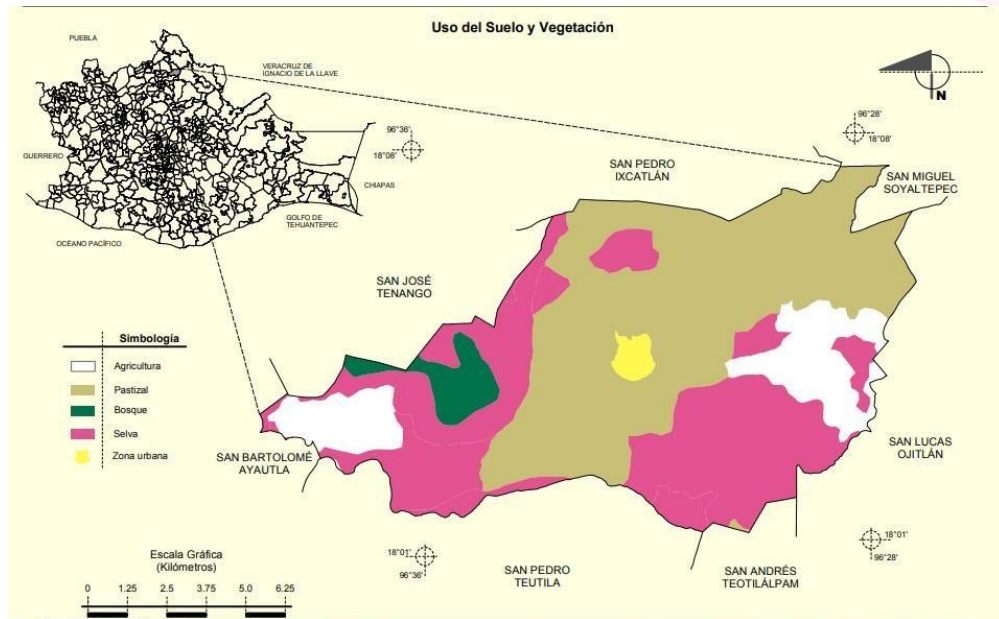 Uso del Suelo y Vegetación
PUEBLA
VERACRUZ DE
IGNACIO DE LA LLAVE
GUERRERO
CHIAPAS
GOLFO DE
TEHUANTEPEC
OCÉANO PACÍFICO
96°36'
18°08'
96°28'
18°08'
N
SAN PEDRO
IXCATLÁN
SAN MIGUEL
SOYALTEPEC
SAN JOSÉ
TENANGO
Simbología
Agricultura
Pastizal
Bosque
Selva
Zona urbana
SAN BARTOLOMÉ
AYAUTLA
SAN LUCAS
OJITLÁN
Escala Gráfica
(Kilómetros)
0 1.25 2.5 3.75 5.0 6.25
18°01'
96°36'
SAN PEDRO
TEUTILA
SAN ANDRÉS
TEOTILÁLPAM
18°01'
96°28'